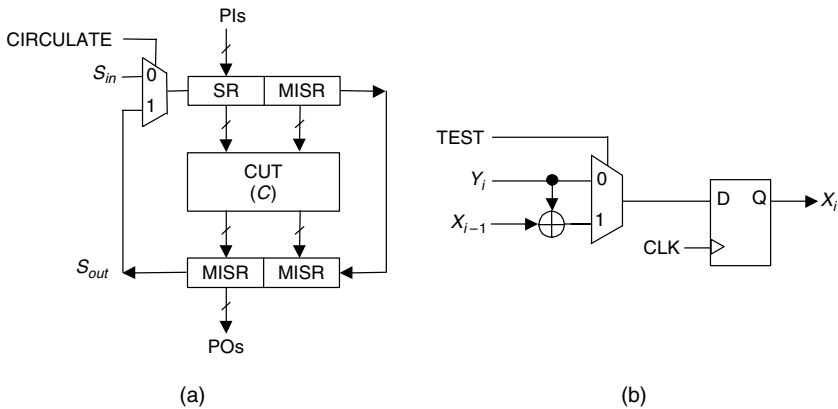 PIs
CIRCULATE
S_in
0
1
SR
MISR
CUT
(C)
S_out
MISR
MISR
POs
(a)
TEST
Y_i
0
X_{i–1}
1
D
Q
X_i
CLK
(b)